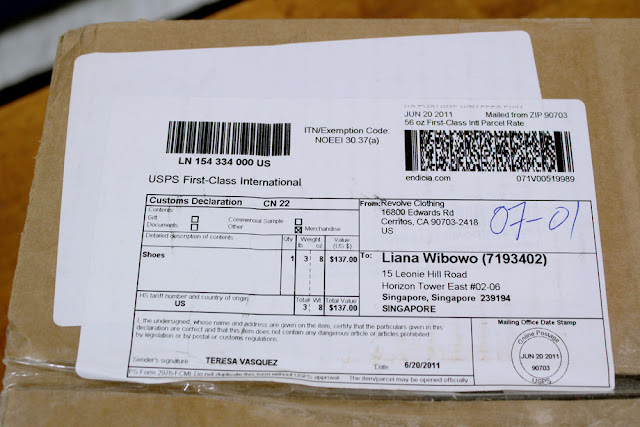 JUN 20 2011 Mailed from ZIP 90703
56 oz First-Class Intl Parcel Rate
ITN/Exemption Code:
NOEEI 30.37(a)
LN 154 334 000 US
endicia.com 071V00519989
USPS First-Class International
Customs Declaration CN 22
Contents:
Gift Commercial Sample
Documents Other Merchandise
Detailed description of contents Qty Weight lb oz Value (US $)
Shoes 1 3 8 $137.00
HS tariff number and country of origin Total Wt Total Value
US 3 8 $137.00
From: Revolve Clothing
16800 Edwards Rd
Cerritos, CA 90703-2418
US
07-01
To: Liana Wibowo (7193402)
15 Leonie Hill Road
Horizon Tower East #02-06
Singapore, Singapore 239194
SINGAPORE
I, the undersigned, whose name and address are given on the item, certify that the particulars given in this
declaration are correct and that this item does not contain any dangerous article or articles prohibited
by legislation or by postal or customs regulations.
Sender's signature TERESA VASQUEZ Date 6/20/2011
PS Form 2976-FCMI Do not duplicate this form without USPS approval. The item/parcel may be opened officially
Mailing Office Date Stamp
Online Postage
JUN 20 2011
90703
USPS